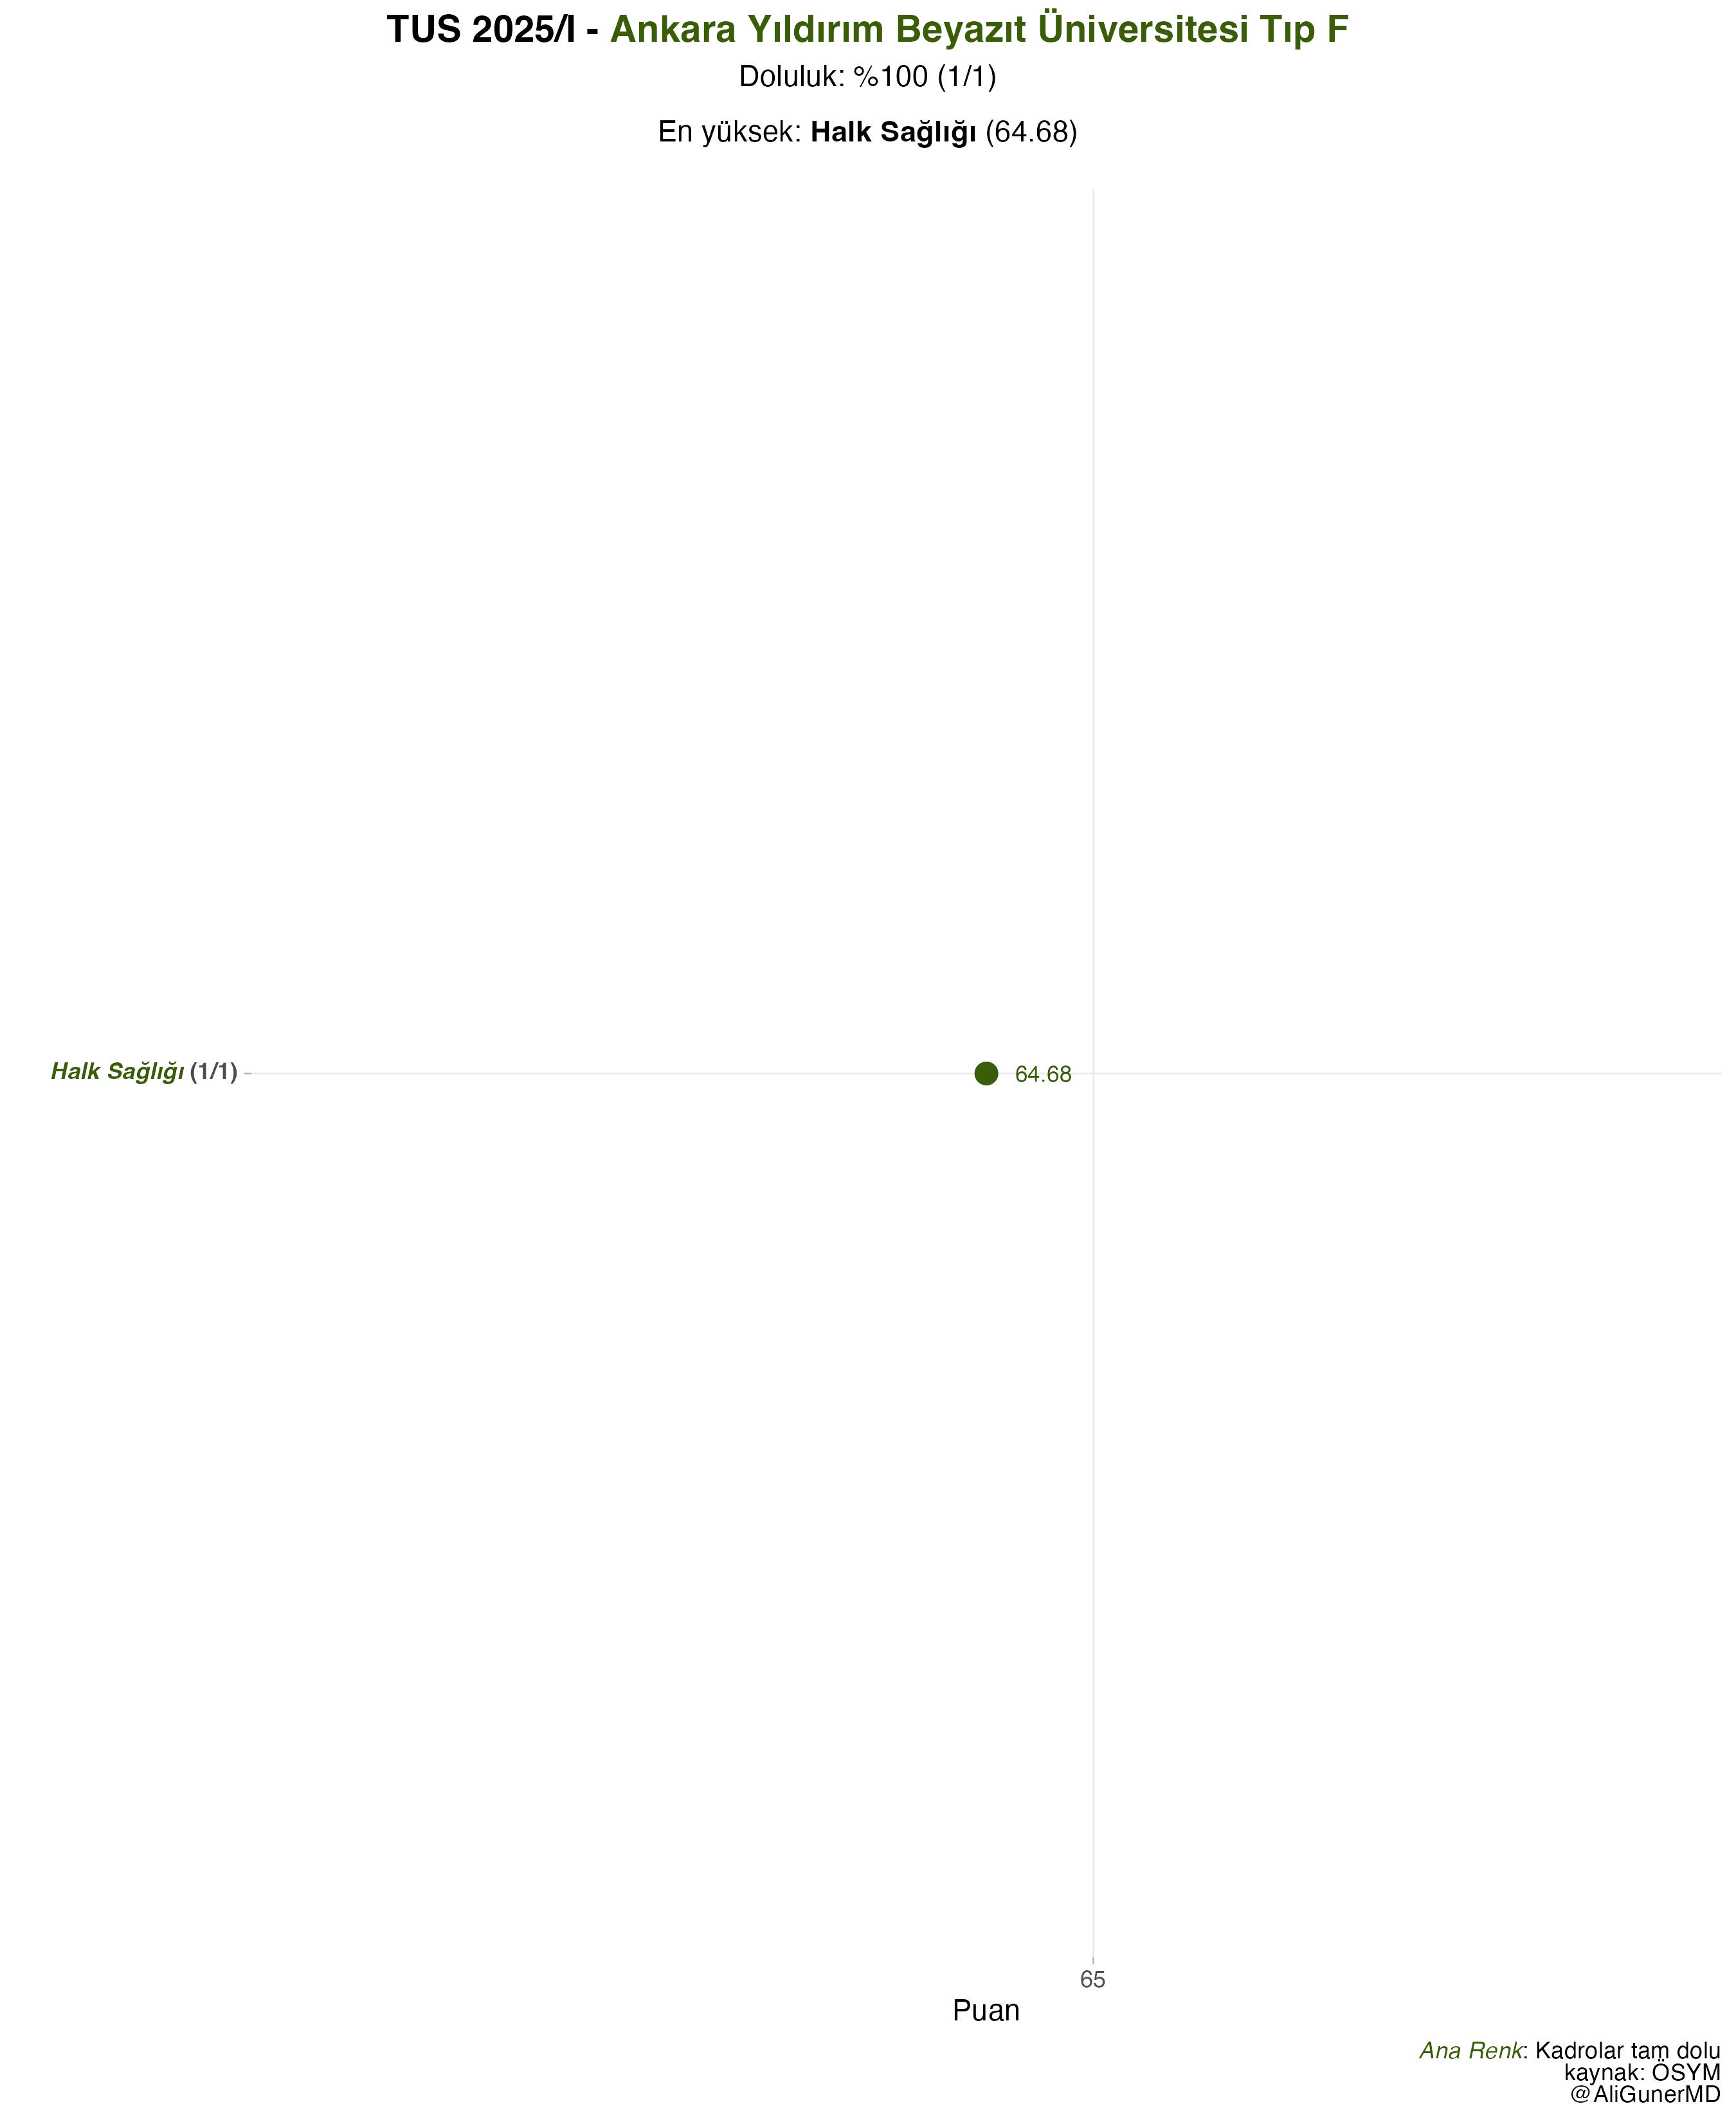 TUS 2025/I - Ankara Yıldırım Beyazıt Üniversitesi Tıp F
Doluluk: %100 (1/1)
En yüksek: Halk Sağlığı (64.68)
Halk Sağlığı (1/1)
64.68
65
Puan
Ana Renk: Kadrolar tam dolu
kaynak: ÖSYM
@AliGunerMD